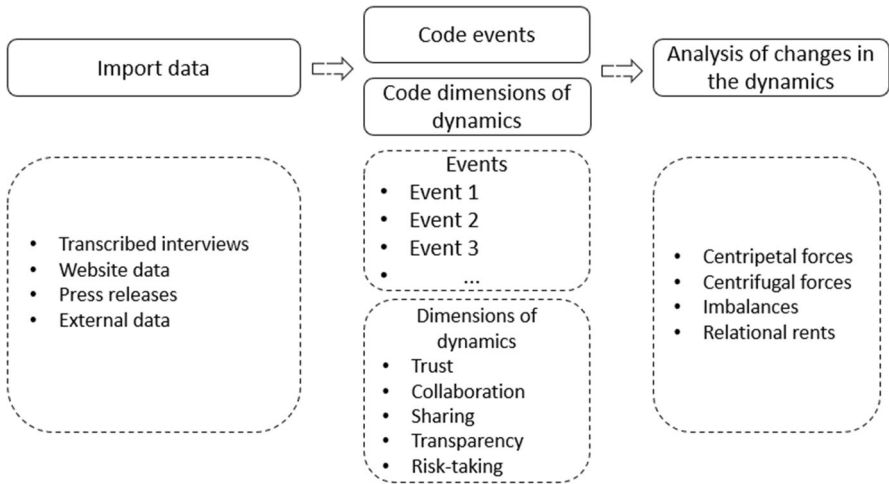 Import data
Code events
Code dimensions of
dynamics
Analysis of changes in
the dynamics
• Transcribed interviews
• Website data
• Press releases
• External data
Events
• Event 1
• Event 2
• Event 3
• ...
Dimensions of
dynamics
• Trust
• Collaboration
• Sharing
• Transparency
• Risk-taking
• Centripetal forces
• Centrifugal forces
• Imbalances
• Relational rents